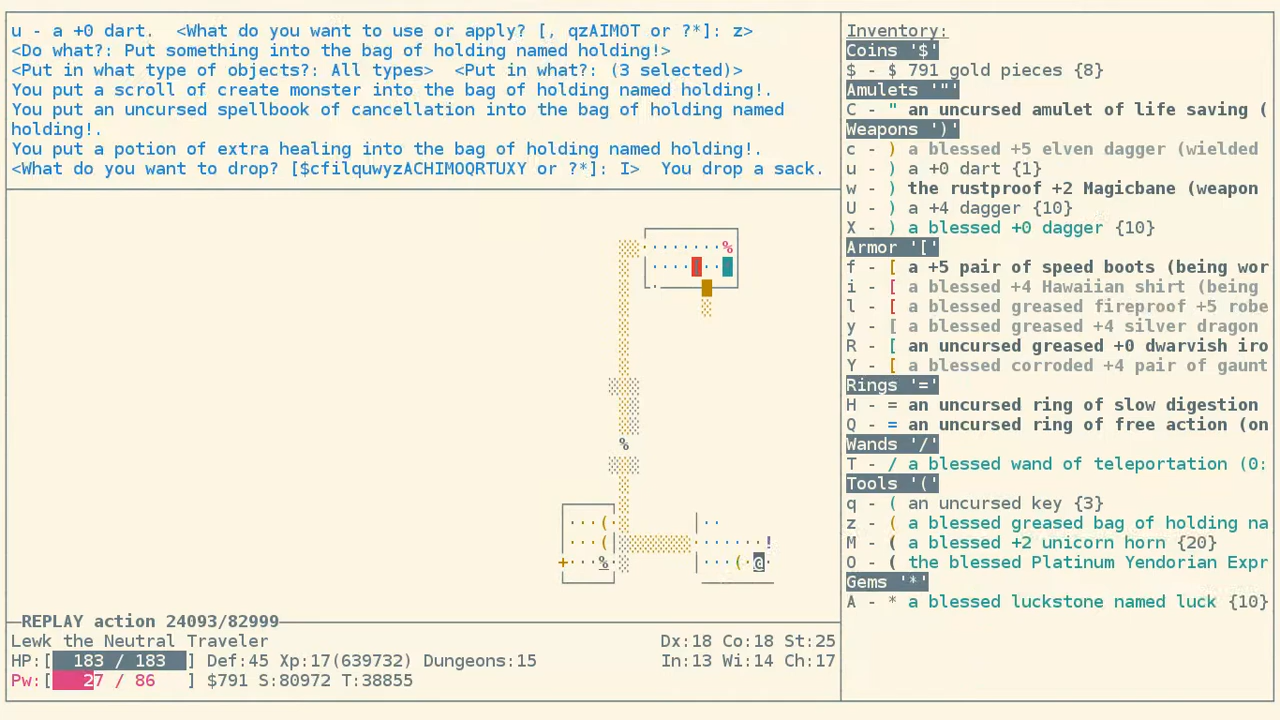 u - a +0 dart.  <What do you want to use or apply? [, qzAIMOT or ?*]: z>
<Do what?: Put something into the bag of holding named holding!>
<Put in what type of objects?: All types>  <Put in what?: (3 selected)>
You put a scroll of create monster into the bag of holding named holding!.
You put an uncursed spellbook of cancellation into the bag of holding named
holding!.
You put a potion of extra healing into the bag of holding named holding!.
<What do you want to drop? [$cfilquwyzACHIMOQRTUXY or ?*]: I>  You drop a sack.
Inventory:
Coins '$'
$ - $ 791 gold pieces {8}
Amulets '"'
C - " an uncursed amulet of life saving (
Weapons ')'
c - ) a blessed +5 elven dagger (wielded
u - ) a +0 dart {1}
w - ) the rustproof +2 Magicbane (weapon
U - ) a +4 dagger {10}
X - ) a blessed +0 dagger {10}
Armor '['
f - [ a +5 pair of speed boots (being wor
i - [ a blessed +4 Hawaiian shirt (being
l - [ a blessed greased fireproof +5 robe
y - [ a blessed greased +4 silver dragon
R - [ an uncursed greased +0 dwarvish iro
Y - [ a blessed corroded +4 pair of gaunt
Rings '='
H - = an uncursed ring of slow digestion
Q - = an uncursed ring of free action (on
Wands '/'
T - / a blessed wand of teleportation (0:
Tools '('
q - ( an uncursed key {3}
z - ( a blessed greased bag of holding na
M - ( a blessed +2 unicorn horn {20}
O - ( the blessed Platinum Yendorian Expr
Gems '*'
A - * a blessed luckstone named luck {10}
REPLAY action 24093/82999
Lewk the Neutral Traveler Dx:18 Co:18 St:25
HP:[ 183 / 183 ] Def:45 Xp:17(639732) Dungeons:15 In:13 Wi:14 Ch:17
Pw:[ 27 / 86 ] $791 S:80972 T:38855